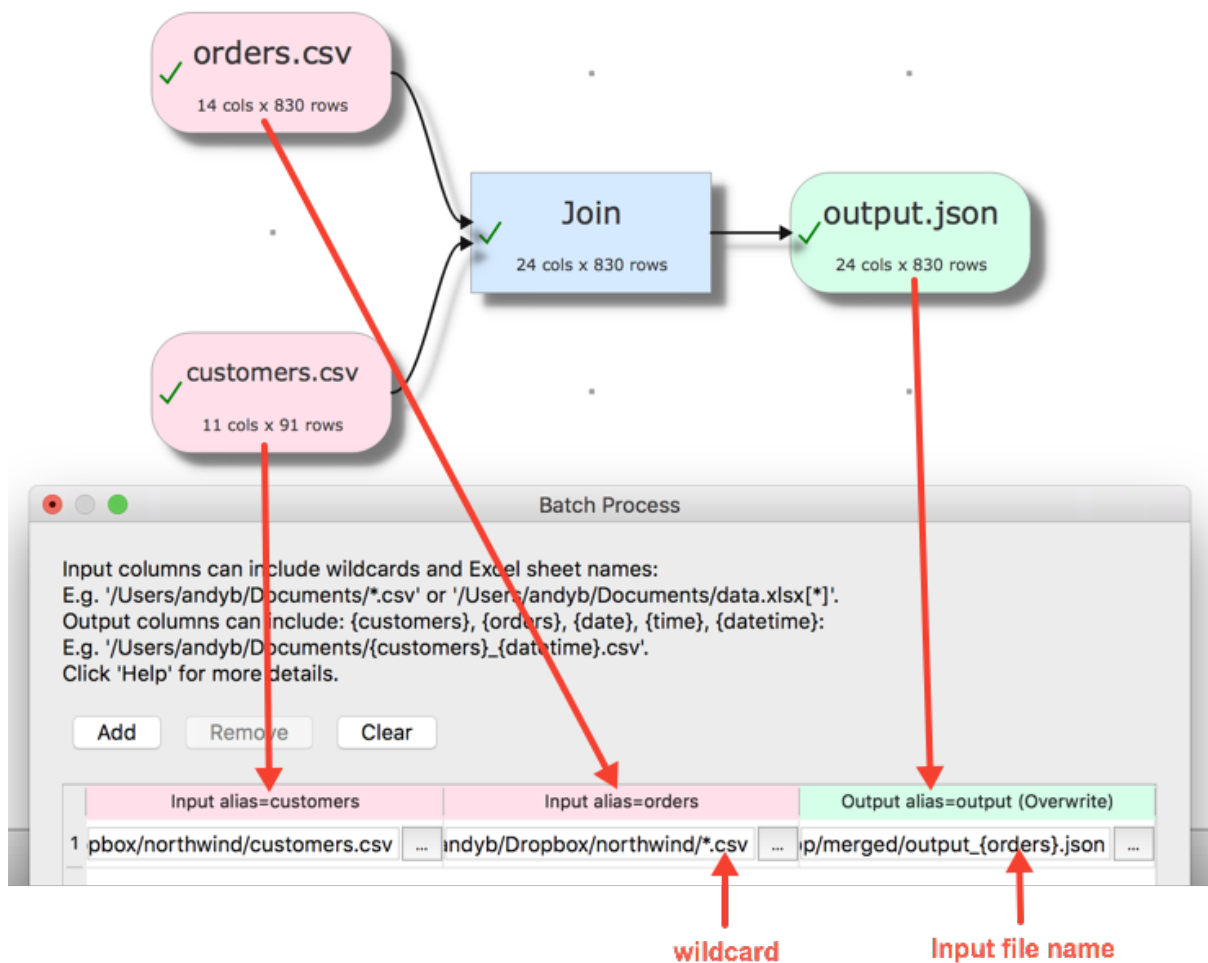 orders.csv
14 cols x 830 rows
Join
24 cols x 830 rows
output.json
24 cols x 830 rows
customers.csv
11 cols x 91 rows
Batch Process
Input columns can include wildcards and Excel sheet names:
E.g. '/Users/andyb/Documents/*.csv' or '/Users/andyb/Documents/data.xlsx[*]'.
Output columns can include: {customers}, {orders}, {date}, {time}, {datetime}:
E.g. '/Users/andyb/Documents/{customers}_{datetime}.csv'.
Click 'Help' for more details.
Add Remove Clear
Input alias=customers Input alias=orders Output alias=output (Overwrite)
1 pbox/northwind/customers.csv ... andyb/Dropbox/northwind/*.csv ... p/merged/output_{orders}.json ...
wildcard Input file name